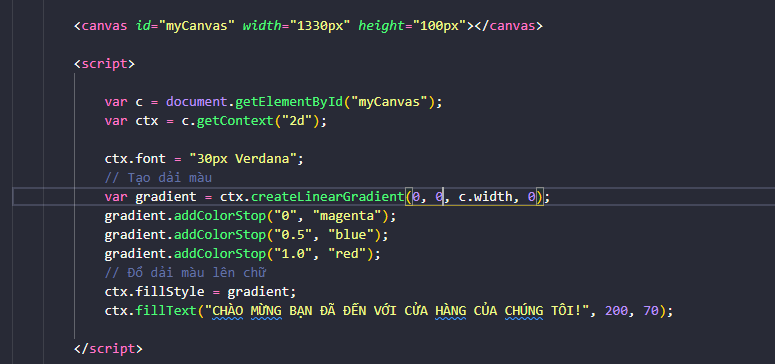 <canvas id="myCanvas" width="1330px" height="100px"></canvas>
<script>
var c = document.getElementById("myCanvas");
var ctx = c.getContext("2d");
ctx.font = "30px Verdana";
// Tạo dải màu
var gradient = ctx.createLinearGradient(0, 0, c.width, 0);
gradient.addColorStop("0", "magenta");
gradient.addColorStop("0.5", "blue");
gradient.addColorStop("1.0", "red");
// Đổ dải màu lên chữ
ctx.fillStyle = gradient;
ctx.fillText("CHÀO MỪNG BẠN ĐÃ ĐẾN VỚI CỬA HÀNG CỦA CHÚNG TÔI!", 200, 70);
</script>